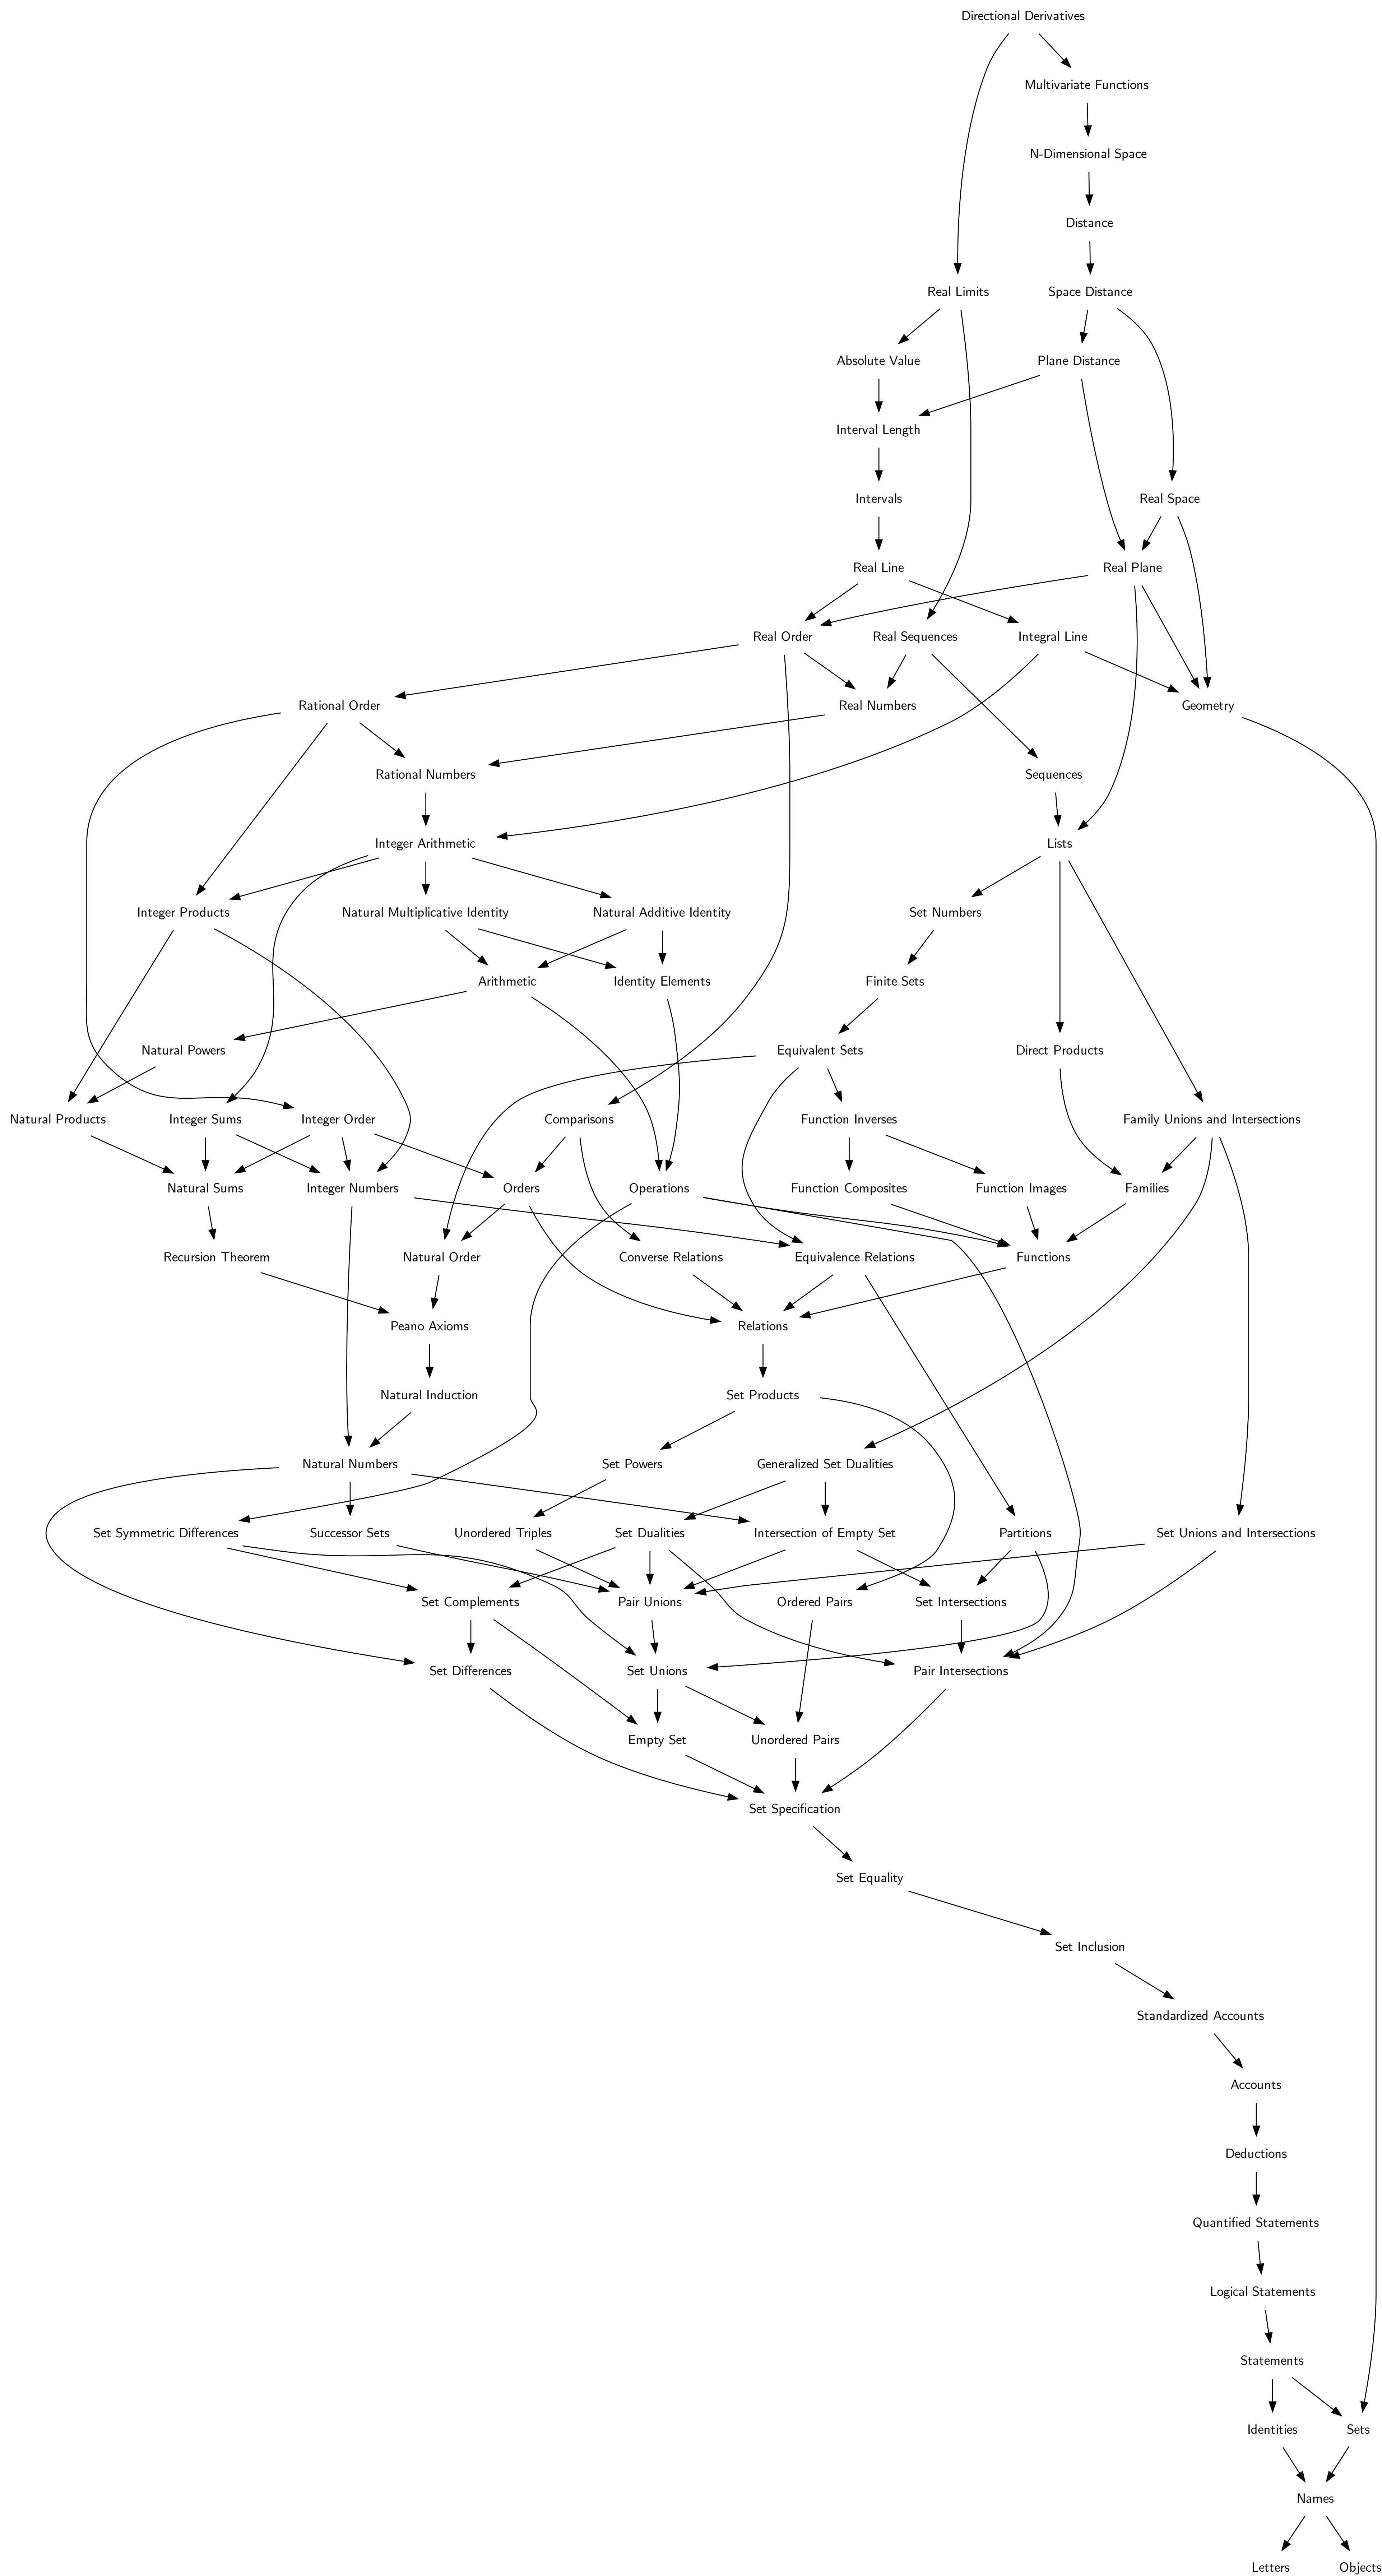 Directional Derivatives
Multivariate Functions
N-Dimensional Space
Distance
Real Limits
Space Distance
Absolute Value
Plane Distance
Interval Length
Intervals
Real Space
Real Line
Real Plane
Real Order
Real Sequences
Integral Line
Rational Order
Real Numbers
Geometry
Rational Numbers
Sequences
Integer Arithmetic
Lists
Integer Products
Natural Multiplicative Identity
Natural Additive Identity
Set Numbers
Arithmetic
Identity Elements
Finite Sets
Natural Powers
Equivalent Sets
Direct Products
Natural Products
Integer Sums
Integer Order
Comparisons
Function Inverses
Family Unions and Intersections
Natural Sums
Integer Numbers
Orders
Operations
Function Composites
Function Images
Families
Recursion Theorem
Natural Order
Converse Relations
Equivalence Relations
Functions
Peano Axioms
Relations
Natural Induction
Set Products
Natural Numbers
Set Powers
Generalized Set Dualities
Set Symmetric Differences
Successor Sets
Unordered Triples
Set Dualities
Intersection of Empty Set
Partitions
Set Unions and Intersections
Set Complements
Pair Unions
Ordered Pairs
Set Intersections
Set Differences
Set Unions
Pair Intersections
Empty Set
Unordered Pairs
Set Specification
Set Equality
Set Inclusion
Standardized Accounts
Accounts
Deductions
Quantified Statements
Logical Statements
Statements
Identities
Sets
Names
Letters
Objects